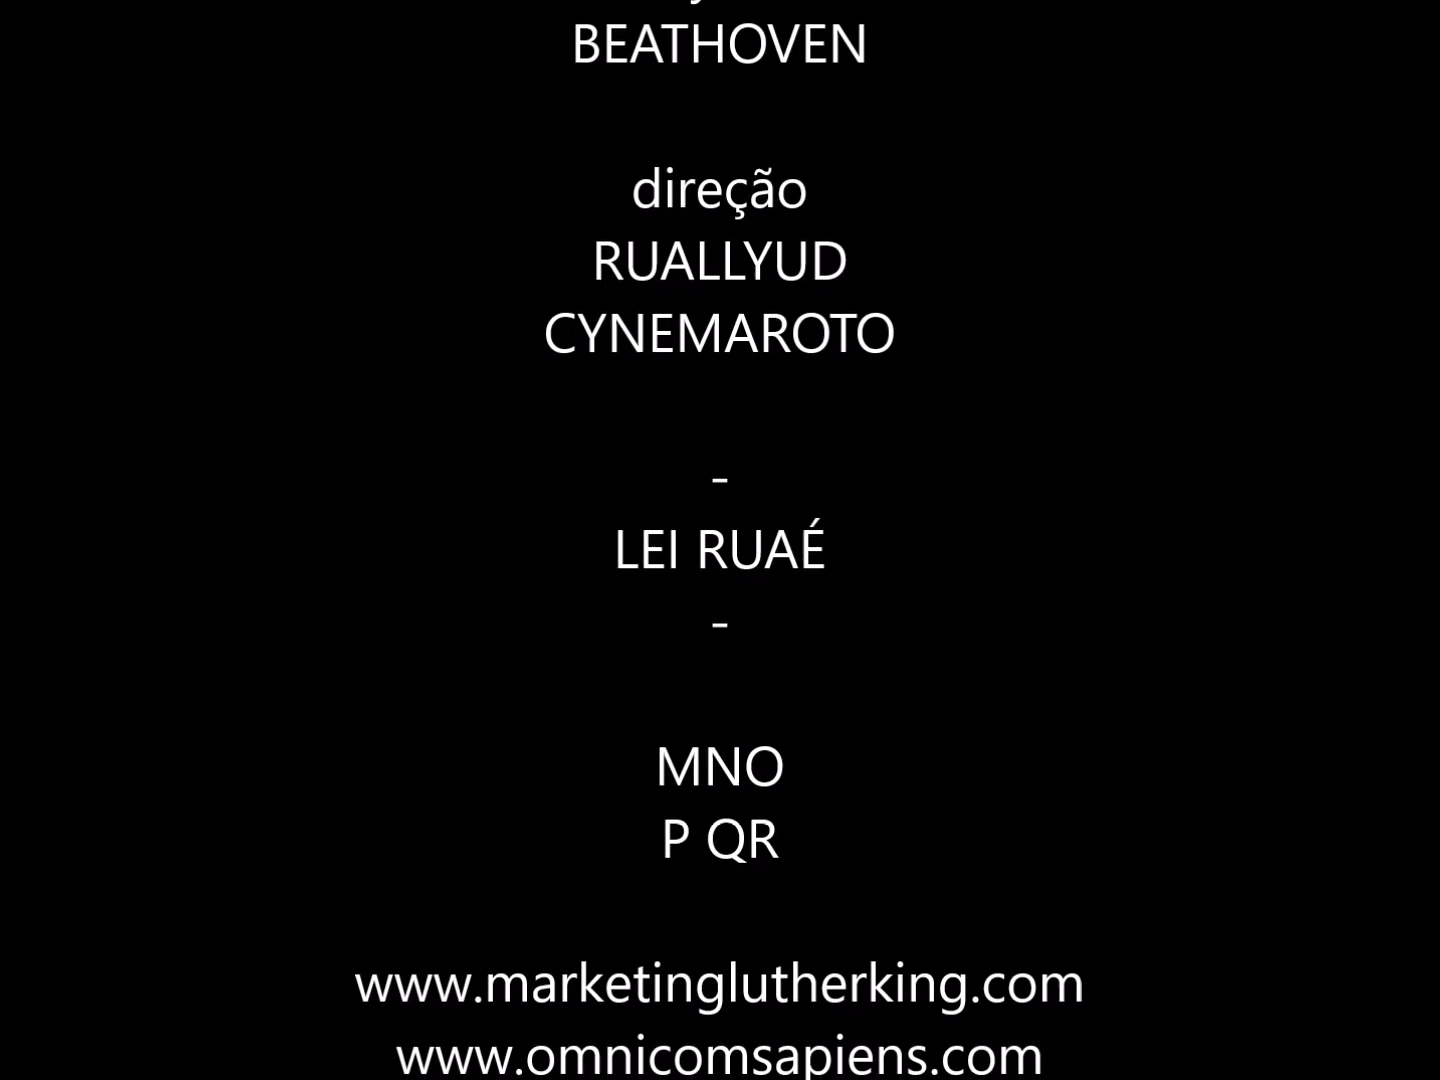 BEATHOVEN
direção
RUALLYUD
CYNEMAROTO
-
LEI RUAÉ
-
MNO
P QR
www.marketinglutherking.com
www.omnicomsapiens.com